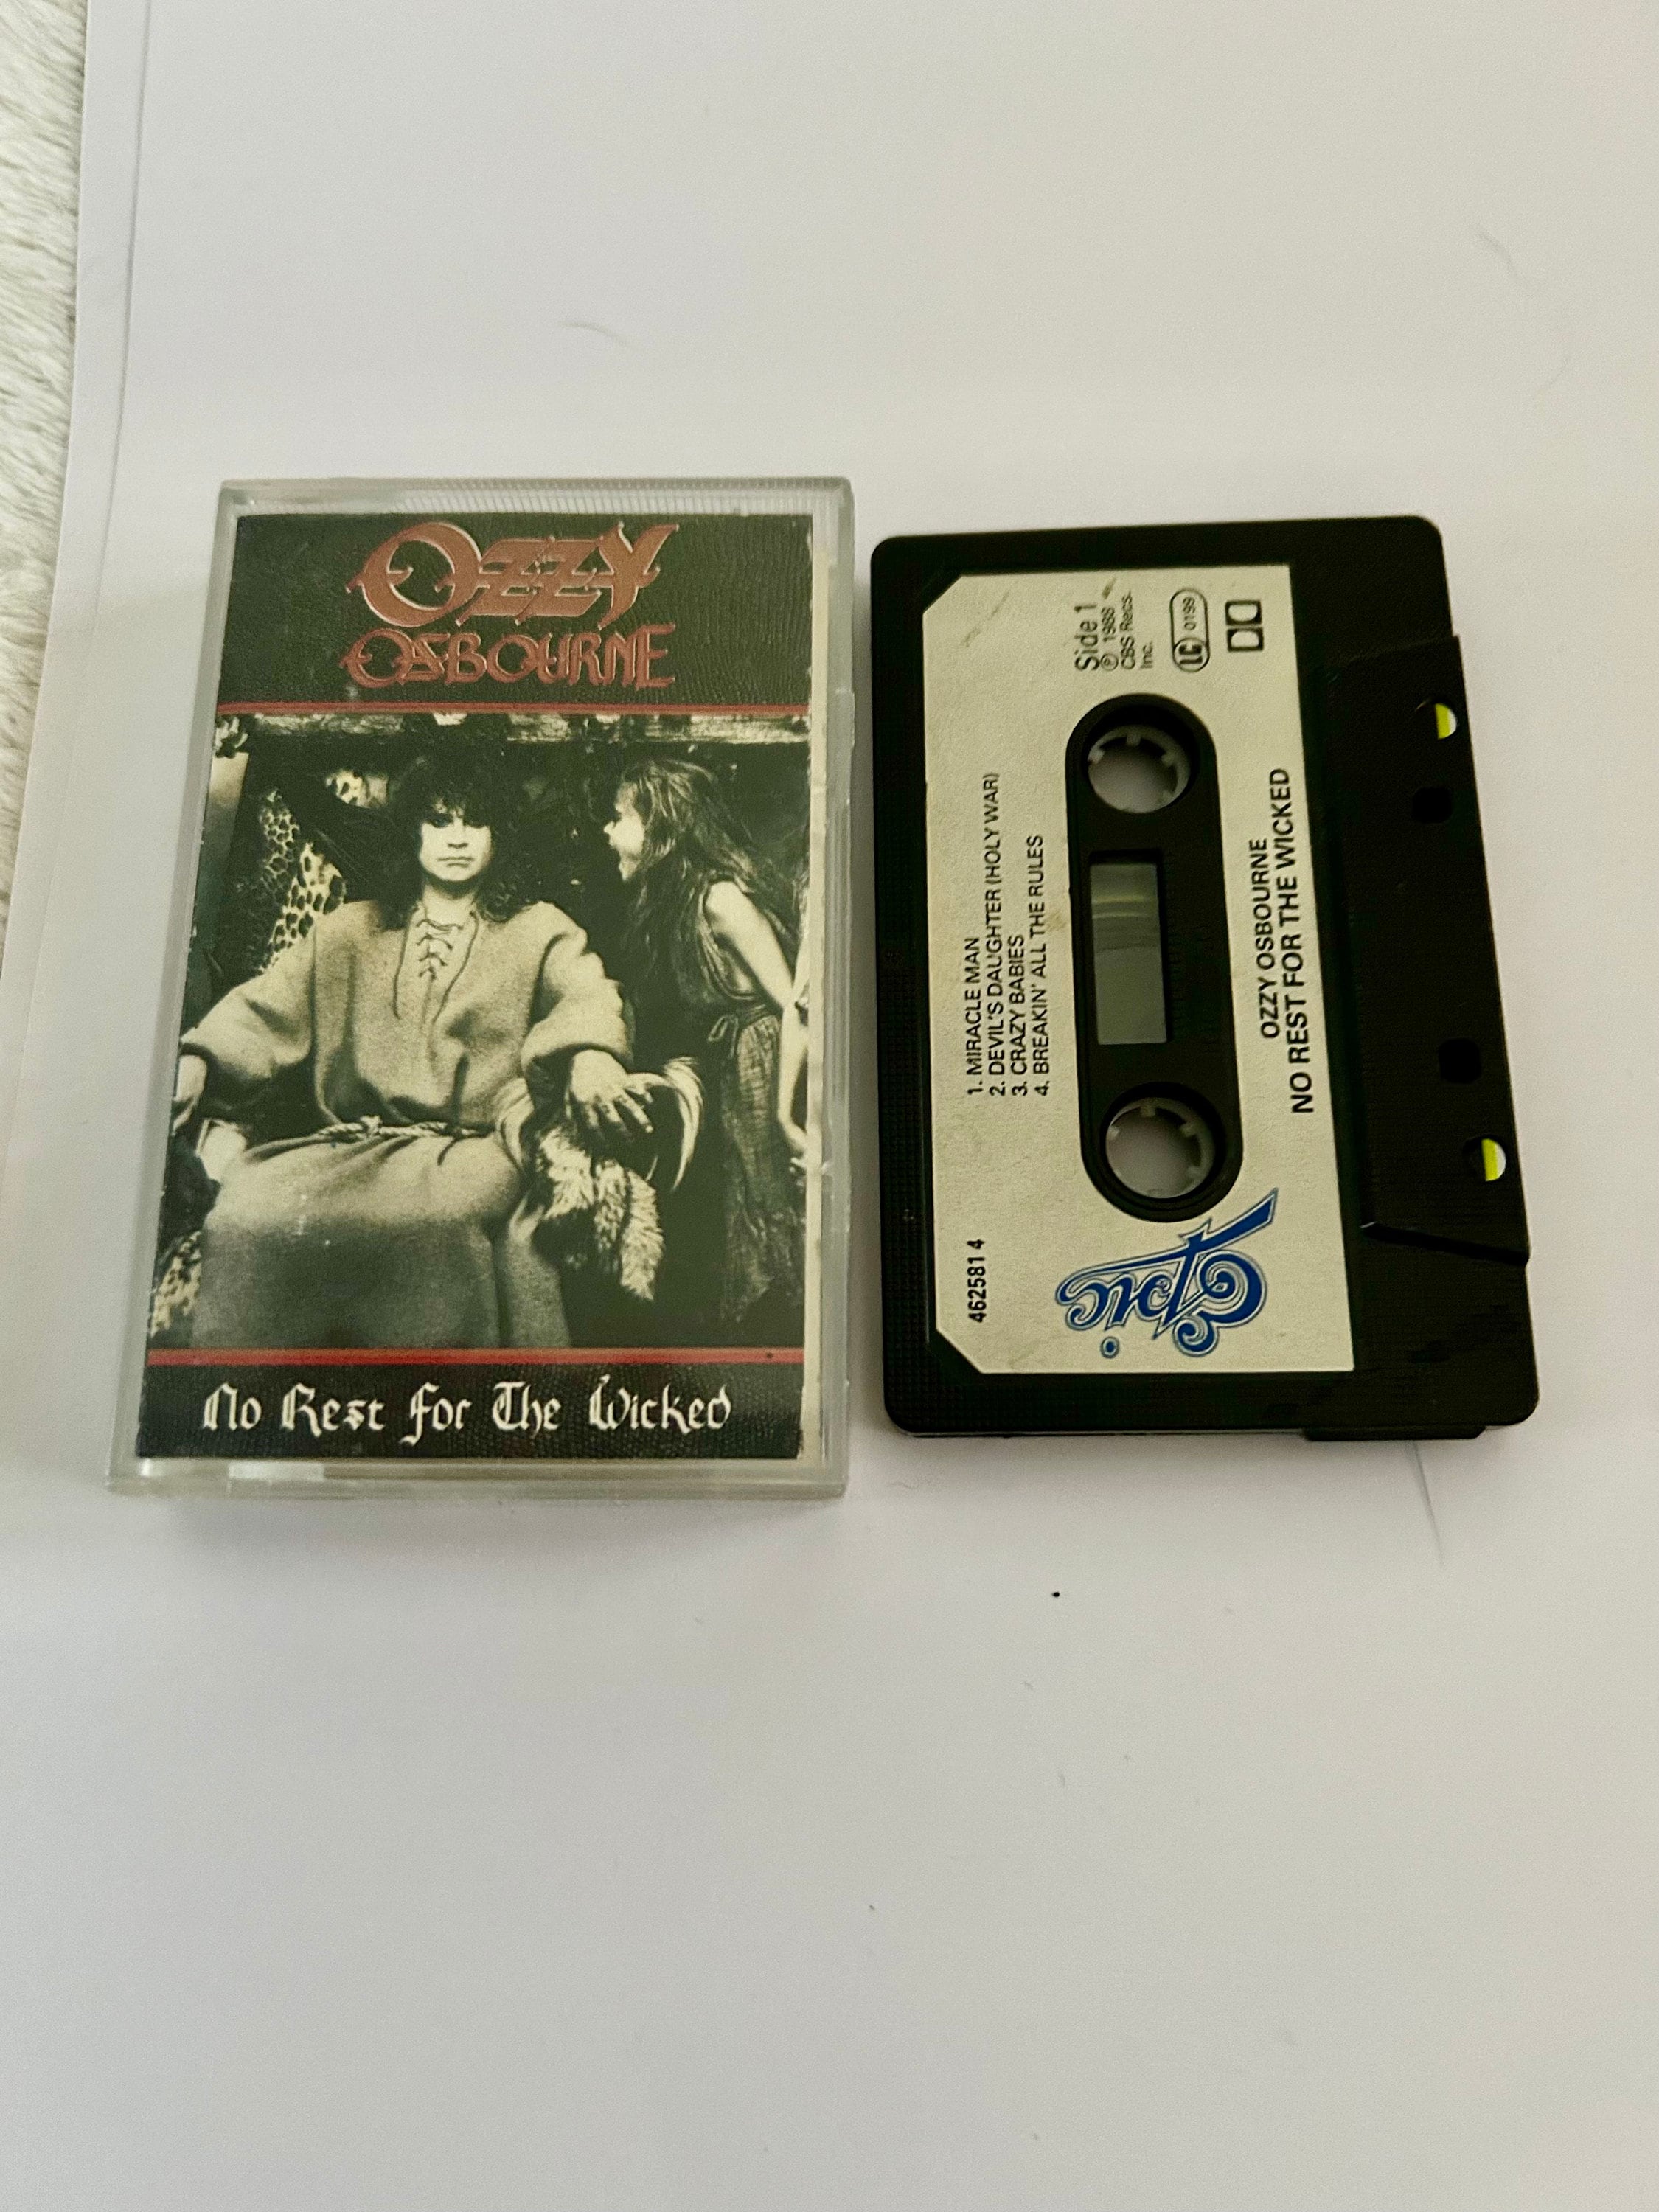 OZZY
OSBOURNE
No Rest for The Wicked
462581 4
1. MIRACLE MAN
2. DEVIL'S DAUGHTER (HOLY WAR)
3. CRAZY BABIES
4. BREAKIN' ALL THE RULES
Side 1
℗ 1988
CBS Recs.
Inc.
LC 0199
Epic
OZZY OSBOURNE
NO REST FOR THE WICKED